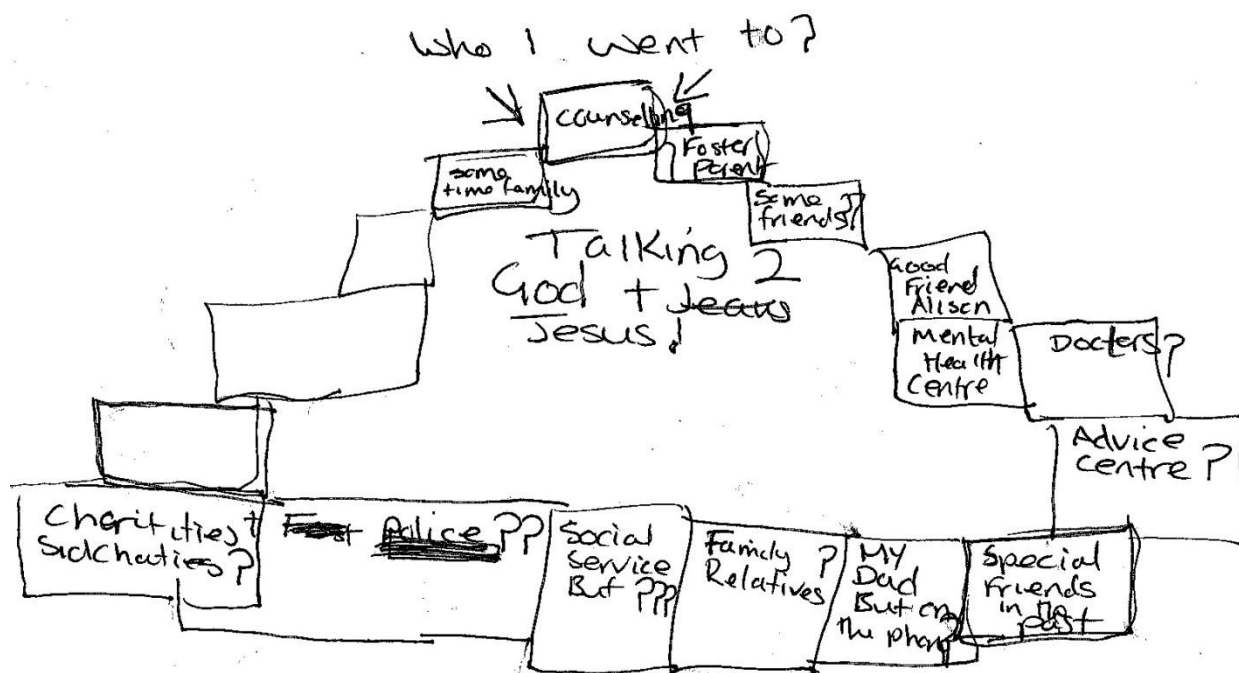 Who I went to?
counselling
Foster
Parent
some
time family
Some
friends?
Talking 2
God + Jesus
Jesus!
Good
Friend
Alison
Mental
Health
Centre
Docters?
Advice
Centre?
Charitities+
?
police ??
Social
Service
But ???
Family ?
Relatives
MY
Dad
But on
the phone?
Special
Friends
in the
past